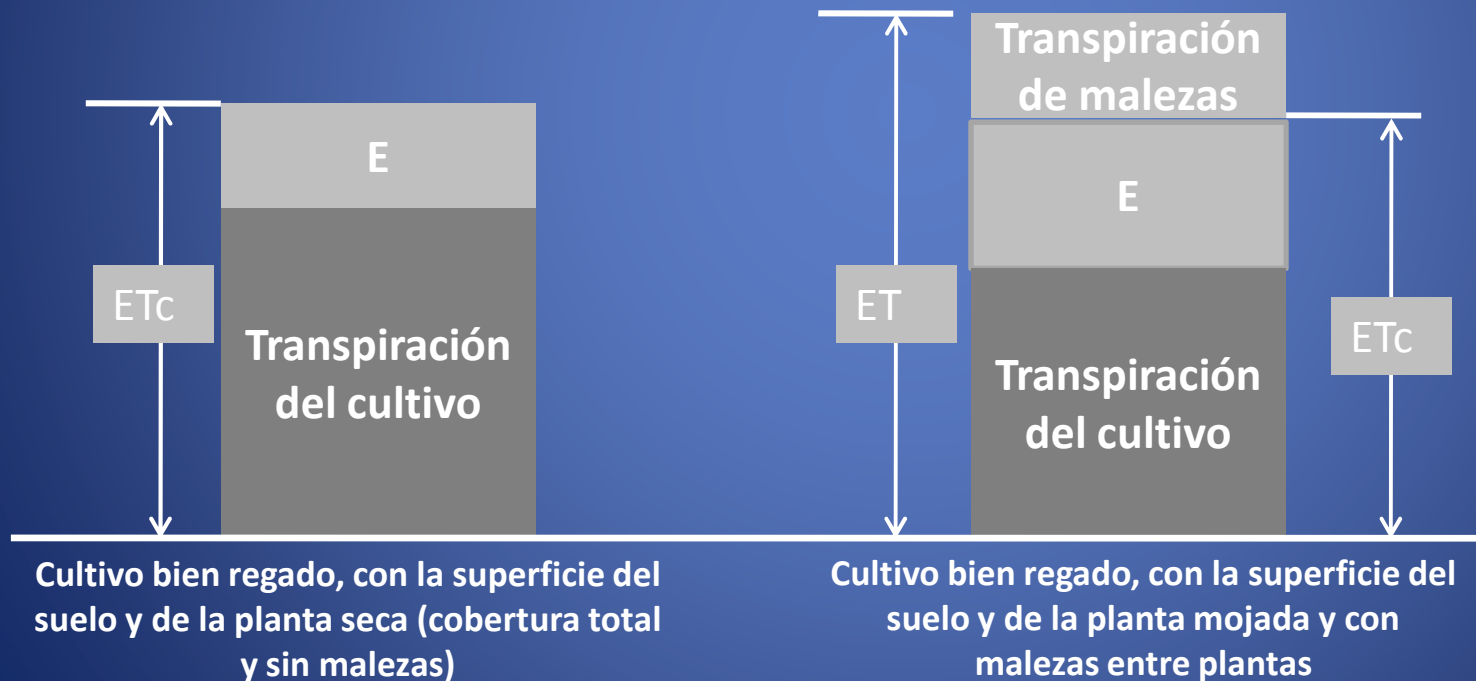 Transpiración
de malezas
E
E
ETc
ET
ETc
Transpiración
del cultivo
Transpiración
del cultivo
Cultivo bien regado, con la superficie del
suelo y de la planta seca (cobertura total
y sin malezas)
Cultivo bien regado, con la superficie del
suelo y de la planta mojada y con
malezas entre plantas